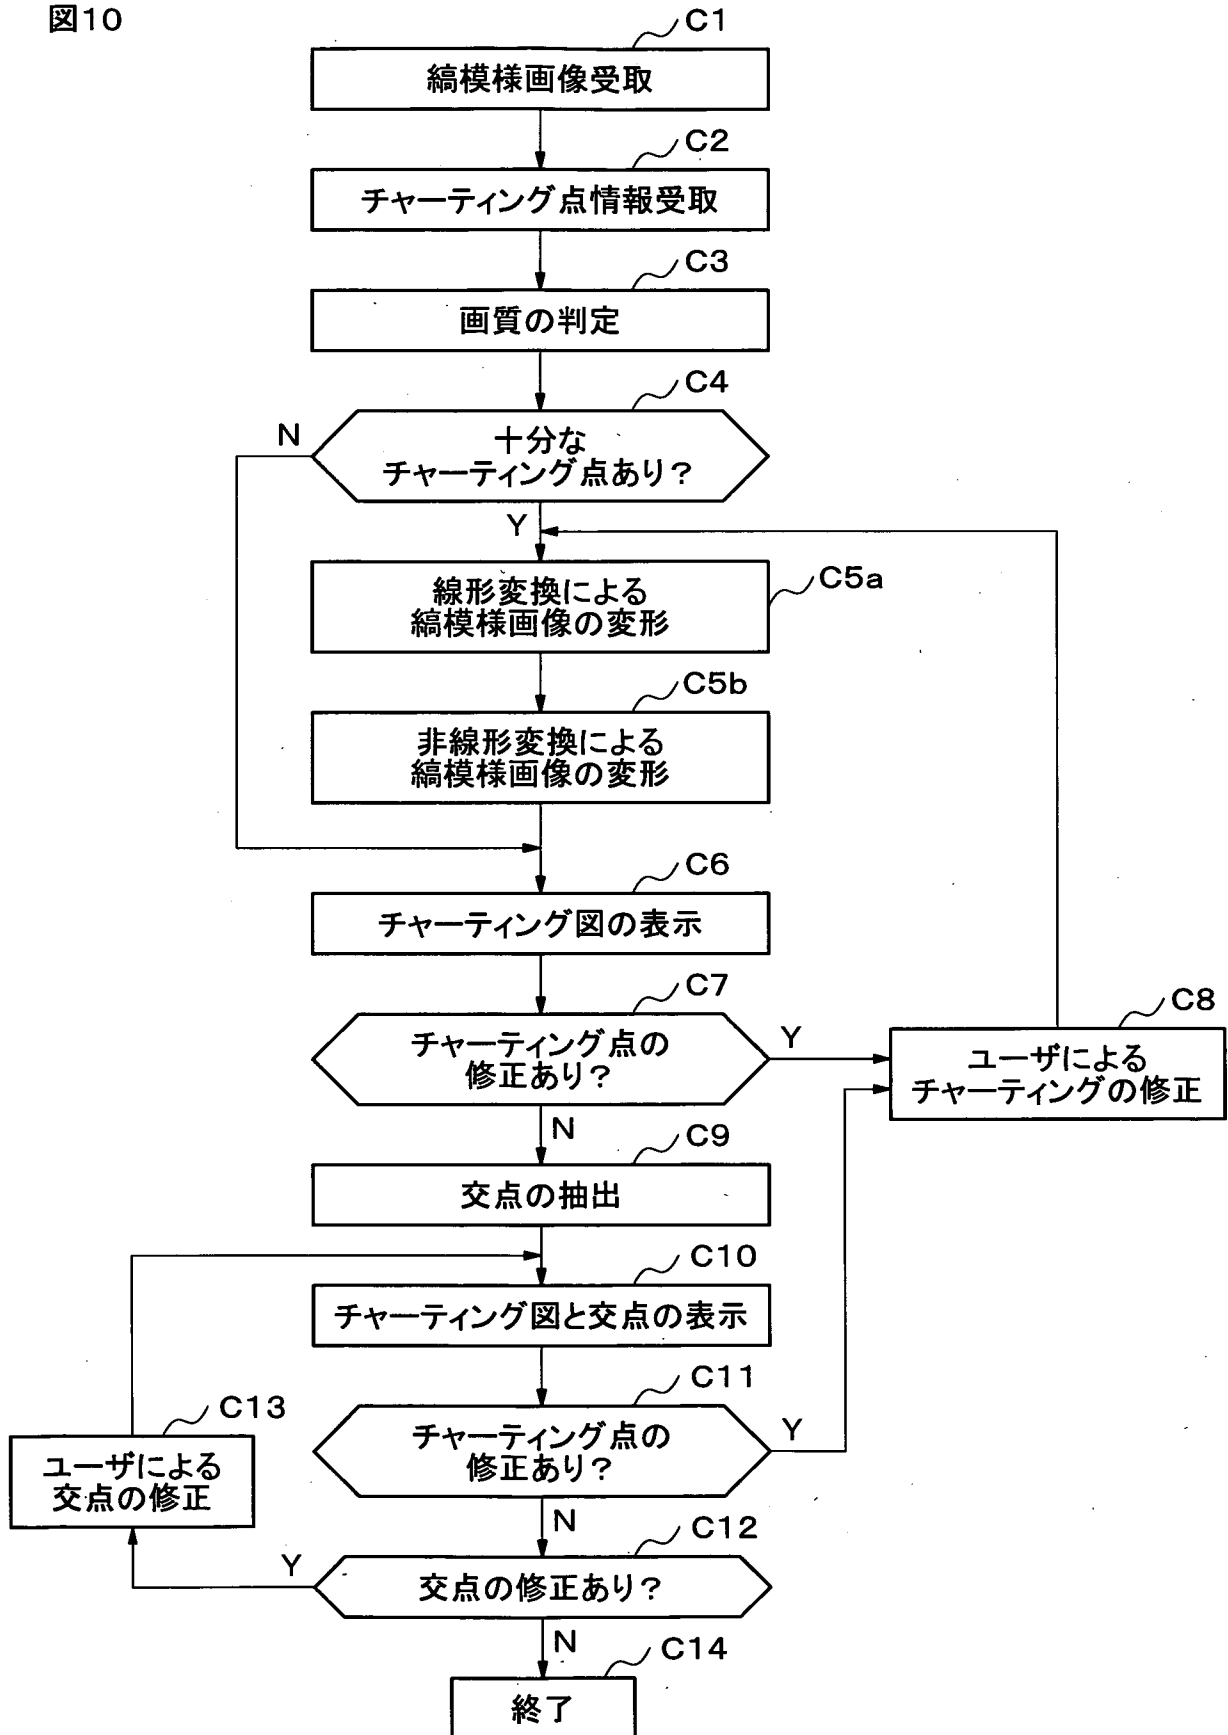 図10
C1
縞模様画像受取
C2
チャーティング点情報受取
C3
画質の判定
C4
N
十分な
チャーティング点あり?
Y
線形変換による
縞模様画像の変形
C5a
C5b
非線形変換による
縞模様画像の変形
C6
チャーティング図の表示
C7
チャーティング点の
修正あり?
Y
C8
ユーザによる
チャーティングの修正
N
C9
交点の抽出
C10
チャーティング図と交点の表示
C11
チャーティング点の
修正あり?
Y
C13
ユーザによる
交点の修正
N
C12
Y
交点の修正あり?
N
C14
終了